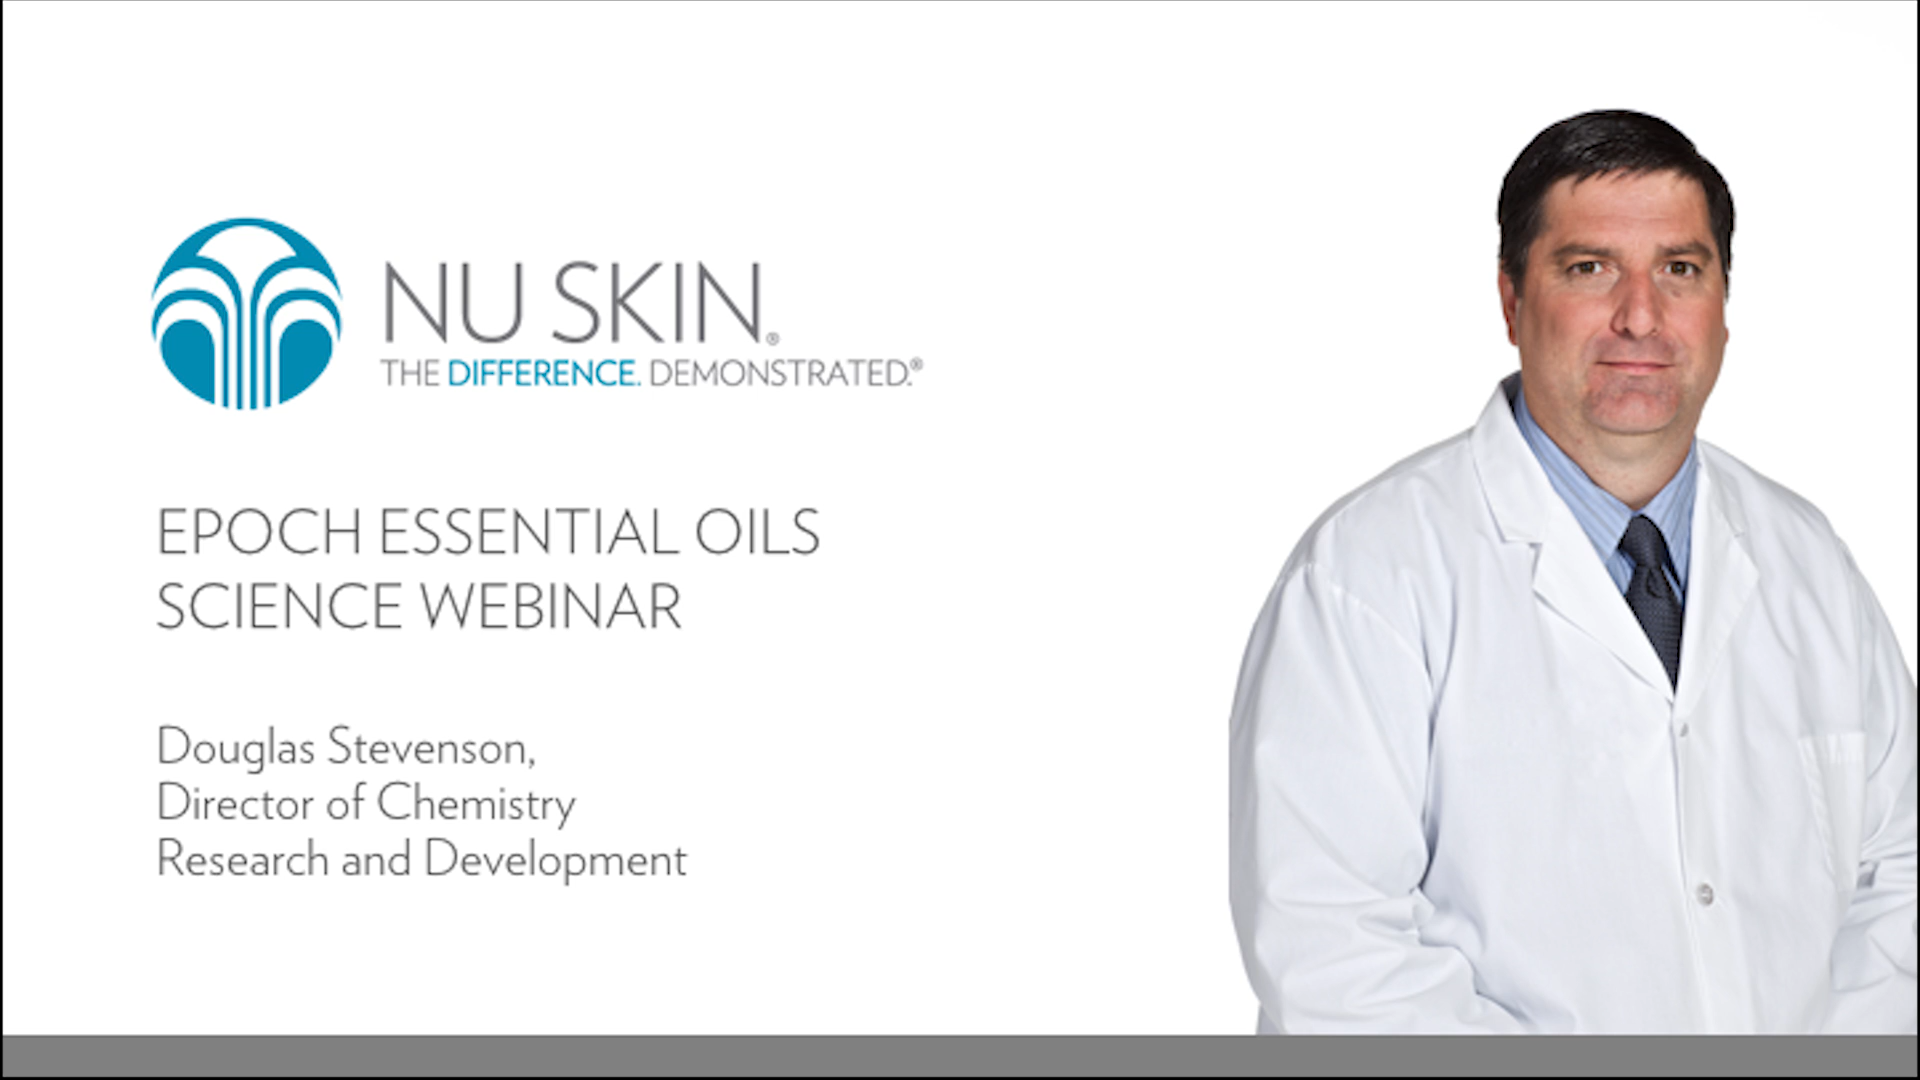 NU SKIN®
THE DIFFERENCE. DEMONSTRATED.®
EPOCH ESSENTIAL OILS
SCIENCE WEBINAR
Douglas Stevenson,
Director of Chemistry
Research and Development